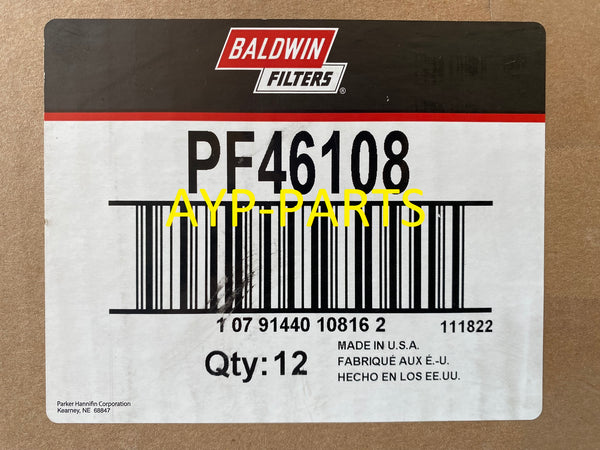 BALDWIN
FILTERS®
PF46108
AYP-PARTS
1 07 91440 10816 2
111822
Qty: 12
MADE IN U.S.A.
FABRIQUÉ AUX É.-U.
HECHO EN LOS EE.UU.
Parker Hannifin Corporation
Kearney, NE 68847